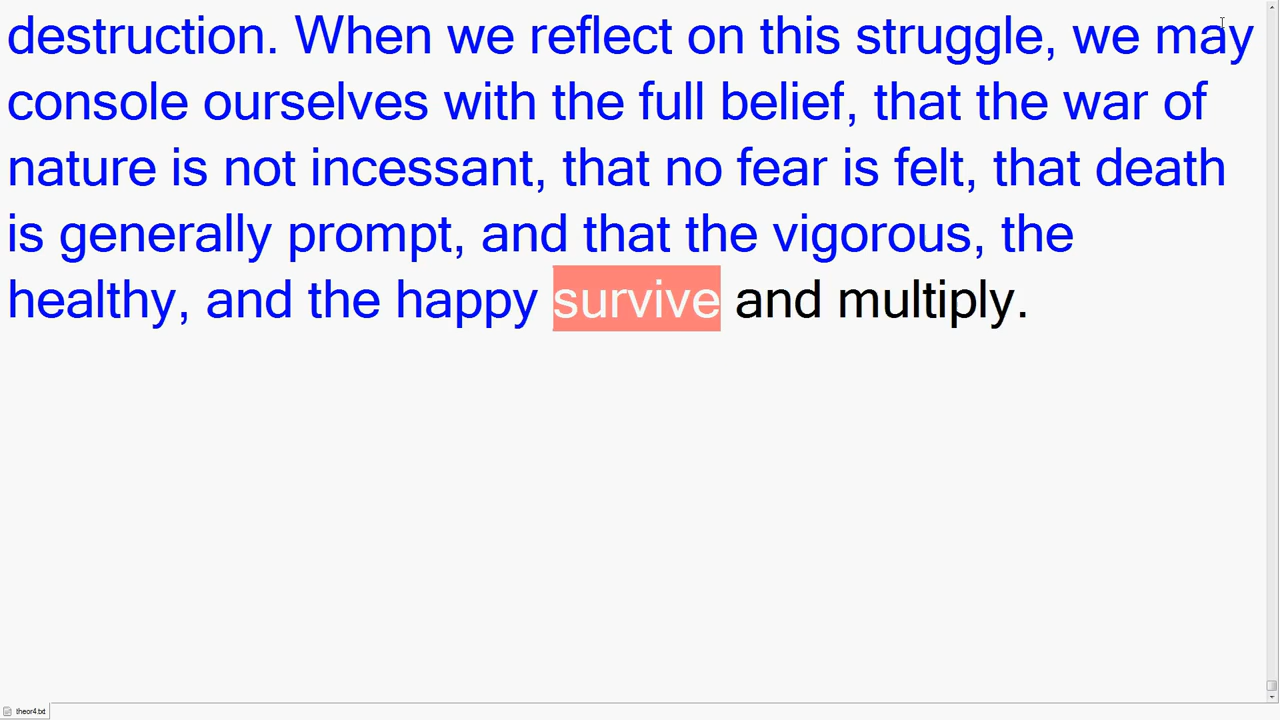 destruction. When we reflect on this struggle, we may
console ourselves with the full belief, that the war of
nature is not incessant, that no fear is felt, that death
is generally prompt, and that the vigorous, the
healthy, and the happy survive and multiply.
theor4.txt